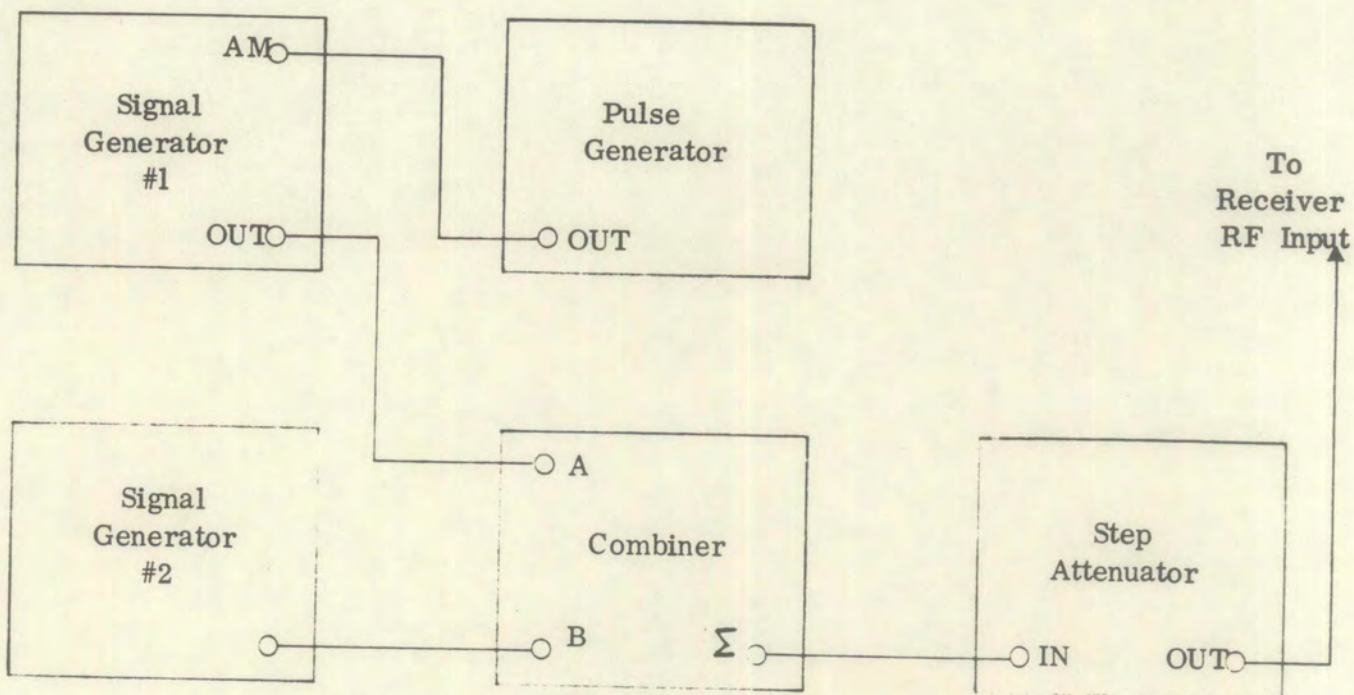 AM
Signal
Generator
#1
OUT
Pulse
Generator
OUT
To
Receiver
RF Input
Signal
Generator
#2
A
Combiner
B
Σ
Step
Attenuator
IN
OUT